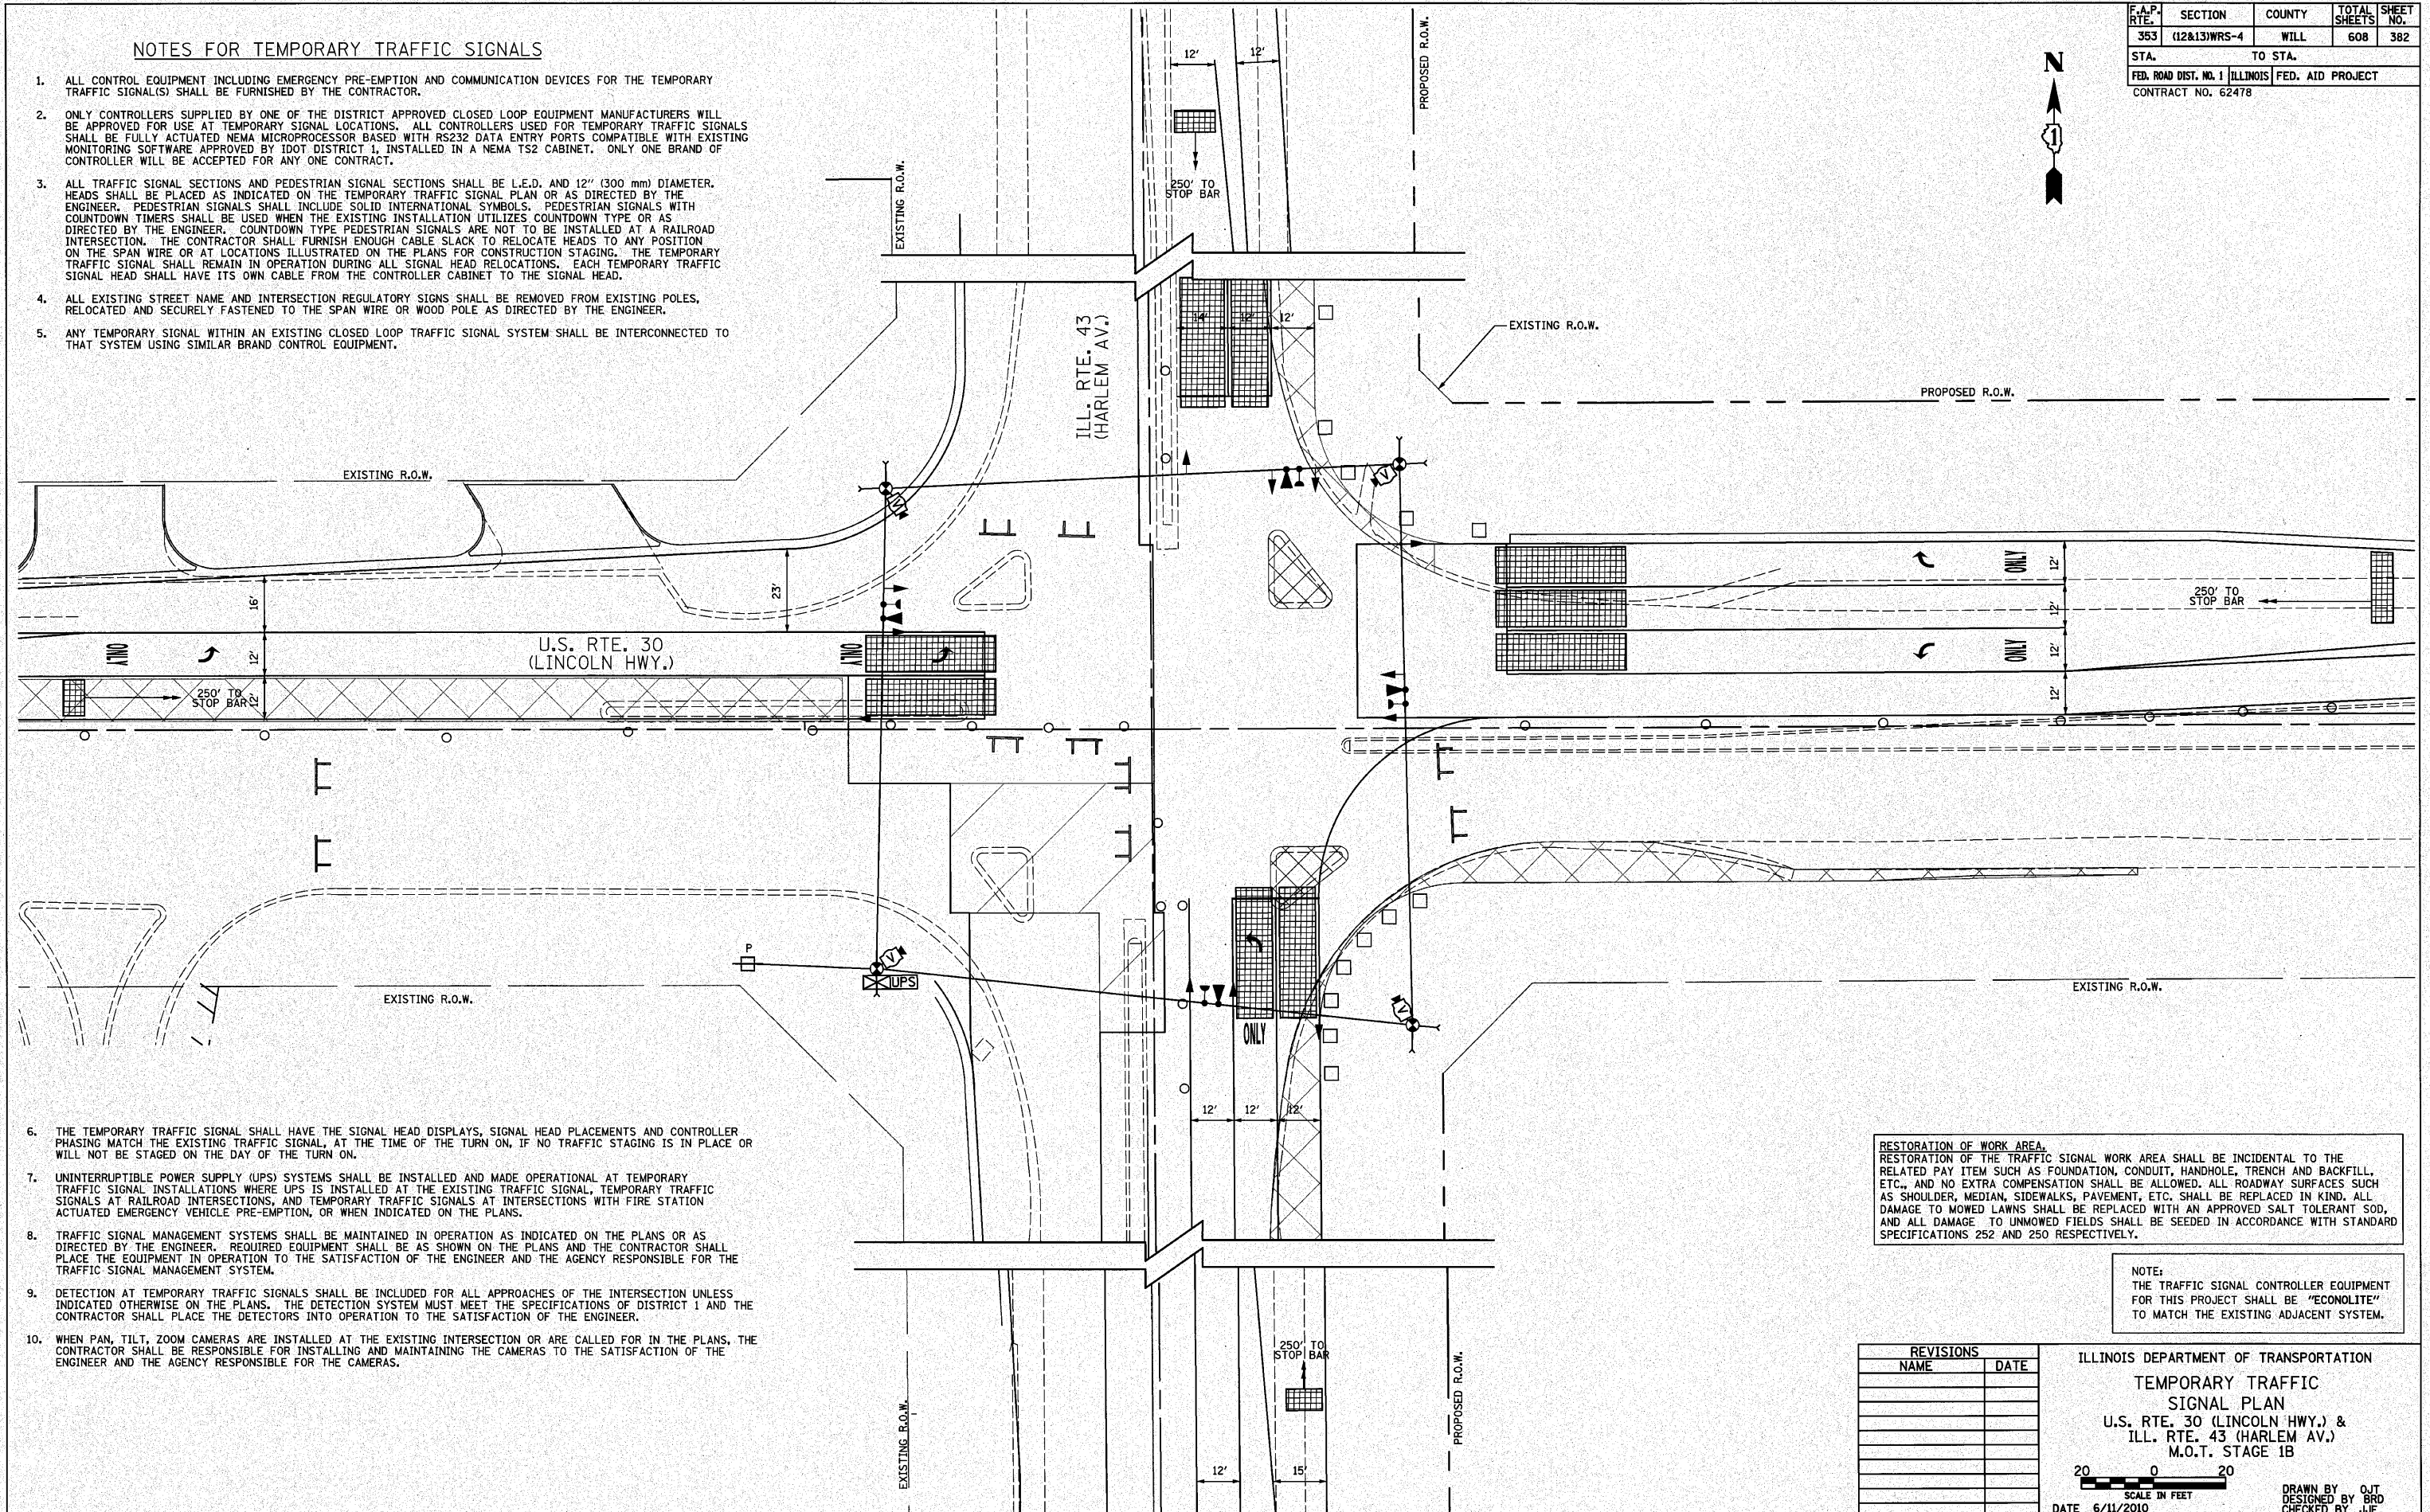 NOTES FOR TEMPORARY TRAFFIC SIGNALS
1. ALL CONTROL EQUIPMENT INCLUDING EMERGENCY PRE-EMPTION AND COMMUNICATION DEVICES FOR THE TEMPORARY
TRAFFIC SIGNAL(S) SHALL BE FURNISHED BY THE CONTRACTOR.
2. ONLY CONTROLLERS SUPPLIED BY ONE OF THE DISTRICT APPROVED CLOSED LOOP EQUIPMENT MANUFACTURERS WILL
BE APPROVED FOR USE AT TEMPORARY SIGNAL LOCATIONS. ALL CONTROLLERS USED FOR TEMPORARY TRAFFIC SIGNALS
SHALL BE FULLY ACTUATED NEMA MICROPROCESSOR BASED WITH RS232 DATA ENTRY PORTS COMPATIBLE WITH EXISTING
MONITORING SOFTWARE APPROVED BY IDOT DISTRICT 1, INSTALLED IN A NEMA TS2 CABINET. ONLY ONE BRAND OF
CONTROLLER WILL BE ACCEPTED FOR ANY ONE CONTRACT.
3. ALL TRAFFIC SIGNAL SECTIONS AND PEDESTRIAN SIGNAL SECTIONS SHALL BE L.E.D. AND 12" (300 mm) DIAMETER.
HEADS SHALL BE PLACED AS INDICATED ON THE TEMPORARY TRAFFIC SIGNAL PLAN OR AS DIRECTED BY THE
ENGINEER. PEDESTRIAN SIGNALS SHALL INCLUDE SOLID INTERNATIONAL SYMBOLS. PEDESTRIAN SIGNALS WITH
COUNTDOWN TIMERS SHALL BE USED WHEN THE EXISTING INSTALLATION UTILIZES COUNTDOWN TYPE OR AS
DIRECTED BY THE ENGINEER. COUNTDOWN TYPE PEDESTRIAN SIGNALS ARE NOT TO BE INSTALLED AT A RAILROAD
INTERSECTION. THE CONTRACTOR SHALL FURNISH ENOUGH CABLE SLACK TO RELOCATE HEADS TO ANY POSITION
ON THE SPAN WIRE OR AT LOCATIONS ILLUSTRATED ON THE PLANS FOR CONSTRUCTION STAGING. THE TEMPORARY
TRAFFIC SIGNAL SHALL REMAIN IN OPERATION DURING ALL SIGNAL HEAD RELOCATIONS. EACH TEMPORARY TRAFFIC
SIGNAL HEAD SHALL HAVE ITS OWN CABLE FROM THE CONTROLLER CABINET TO THE SIGNAL HEAD.
4. ALL EXISTING STREET NAME AND INTERSECTION REGULATORY SIGNS SHALL BE REMOVED FROM EXISTING POLES,
RELOCATED AND SECURELY FASTENED TO THE SPAN WIRE OR WOOD POLE AS DIRECTED BY THE ENGINEER.
5. ANY TEMPORARY SIGNAL WITHIN AN EXISTING CLOSED LOOP TRAFFIC SIGNAL SYSTEM SHALL BE INTERCONNECTED TO
THAT SYSTEM USING SIMILAR BRAND CONTROL EQUIPMENT.
F.A.P. RTE. SECTION COUNTY TOTAL SHEETS SHEET NO.
353 (12&13)WRS-4 WILL 608 382
STA. TO STA.
FED. ROAD DIST. NO. 1 ILLINOIS FED. AID PROJECT
CONTRACT NO. 62478
N
1
12' 12'
PROPOSED R.O.W.
EXISTING R.O.W.
250' TO
STOP BAR
14' 12' 12'
ILL. RTE. 43
(HARLEM AV.)
EXISTING R.O.W.
PROPOSED R.O.W.
EXISTING R.O.W.
V
V
16'
23'
12'
12'
U.S. RTE. 30
(LINCOLN HWY.)
ONLY
ONLY
250' TO
STOP BAR
ONLY
ONLY
12'
12'
12'
12'
250' TO
STOP BAR
P
V
UPS
V
ONLY
EXISTING R.O.W.
EXISTING R.O.W.
12' 12' 12'
6. THE TEMPORARY TRAFFIC SIGNAL SHALL HAVE THE SIGNAL HEAD DISPLAYS, SIGNAL HEAD PLACEMENTS AND CONTROLLER
PHASING MATCH THE EXISTING TRAFFIC SIGNAL, AT THE TIME OF THE TURN ON, IF NO TRAFFIC STAGING IS IN PLACE OR
WILL NOT BE STAGED ON THE DAY OF THE TURN ON.
7. UNINTERRUPTIBLE POWER SUPPLY (UPS) SYSTEMS SHALL BE INSTALLED AND MADE OPERATIONAL AT TEMPORARY
TRAFFIC SIGNAL INSTALLATIONS WHERE UPS IS INSTALLED AT THE EXISTING TRAFFIC SIGNAL, TEMPORARY TRAFFIC
SIGNALS AT RAILROAD INTERSECTIONS, AND TEMPORARY TRAFFIC SIGNALS AT INTERSECTIONS WITH FIRE STATION
ACTUATED EMERGENCY VEHICLE PRE-EMPTION, OR WHEN INDICATED ON THE PLANS.
8. TRAFFIC SIGNAL MANAGEMENT SYSTEMS SHALL BE MAINTAINED IN OPERATION AS INDICATED ON THE PLANS OR AS
DIRECTED BY THE ENGINEER. REQUIRED EQUIPMENT SHALL BE AS SHOWN ON THE PLANS AND THE CONTRACTOR SHALL
PLACE THE EQUIPMENT IN OPERATION TO THE SATISFACTION OF THE ENGINEER AND THE AGENCY RESPONSIBLE FOR THE
TRAFFIC SIGNAL MANAGEMENT SYSTEM.
9. DETECTION AT TEMPORARY TRAFFIC SIGNALS SHALL BE INCLUDED FOR ALL APPROACHES OF THE INTERSECTION UNLESS
INDICATED OTHERWISE ON THE PLANS. THE DETECTION SYSTEM MUST MEET THE SPECIFICATIONS OF DISTRICT 1 AND THE
CONTRACTOR SHALL PLACE THE DETECTORS INTO OPERATION TO THE SATISFACTION OF THE ENGINEER.
10. WHEN PAN, TILT, ZOOM CAMERAS ARE INSTALLED AT THE EXISTING INTERSECTION OR ARE CALLED FOR IN THE PLANS, THE
CONTRACTOR SHALL BE RESPONSIBLE FOR INSTALLING AND MAINTAINING THE CAMERAS TO THE SATISFACTION OF THE
ENGINEER AND THE AGENCY RESPONSIBLE FOR THE CAMERAS.
250' TO
STOP BAR
EXISTING R.O.W.
PROPOSED R.O.W.
12' 15'
RESTORATION OF WORK AREA.
RESTORATION OF THE TRAFFIC SIGNAL WORK AREA SHALL BE INCIDENTAL TO THE
RELATED PAY ITEM SUCH AS FOUNDATION, CONDUIT, HANDHOLE, TRENCH AND BACKFILL,
ETC., AND NO EXTRA COMPENSATION SHALL BE ALLOWED. ALL ROADWAY SURFACES SUCH
AS SHOULDER, MEDIAN, SIDEWALKS, PAVEMENT, ETC. SHALL BE REPLACED IN KIND. ALL
DAMAGE TO MOWED LAWNS SHALL BE REPLACED WITH AN APPROVED SALT TOLERANT SOD,
AND ALL DAMAGE TO UNMOWED FIELDS SHALL BE SEEDED IN ACCORDANCE WITH STANDARD
SPECIFICATIONS 252 AND 250 RESPECTIVELY.
NOTE:
THE TRAFFIC SIGNAL CONTROLLER EQUIPMENT
FOR THIS PROJECT SHALL BE "ECONOLITE"
TO MATCH THE EXISTING ADJACENT SYSTEM.
REVISIONS
NAME DATE
ILLINOIS DEPARTMENT OF TRANSPORTATION
TEMPORARY TRAFFIC
SIGNAL PLAN
U.S. RTE. 30 (LINCOLN HWY.) &
ILL. RTE. 43 (HARLEM AV.)
M.O.T. STAGE 1B
20 0 20
SCALE IN FEET
DATE 6/11/2010
DRAWN BY OJT
DESIGNED BY BRD
CHECKED BY JJE